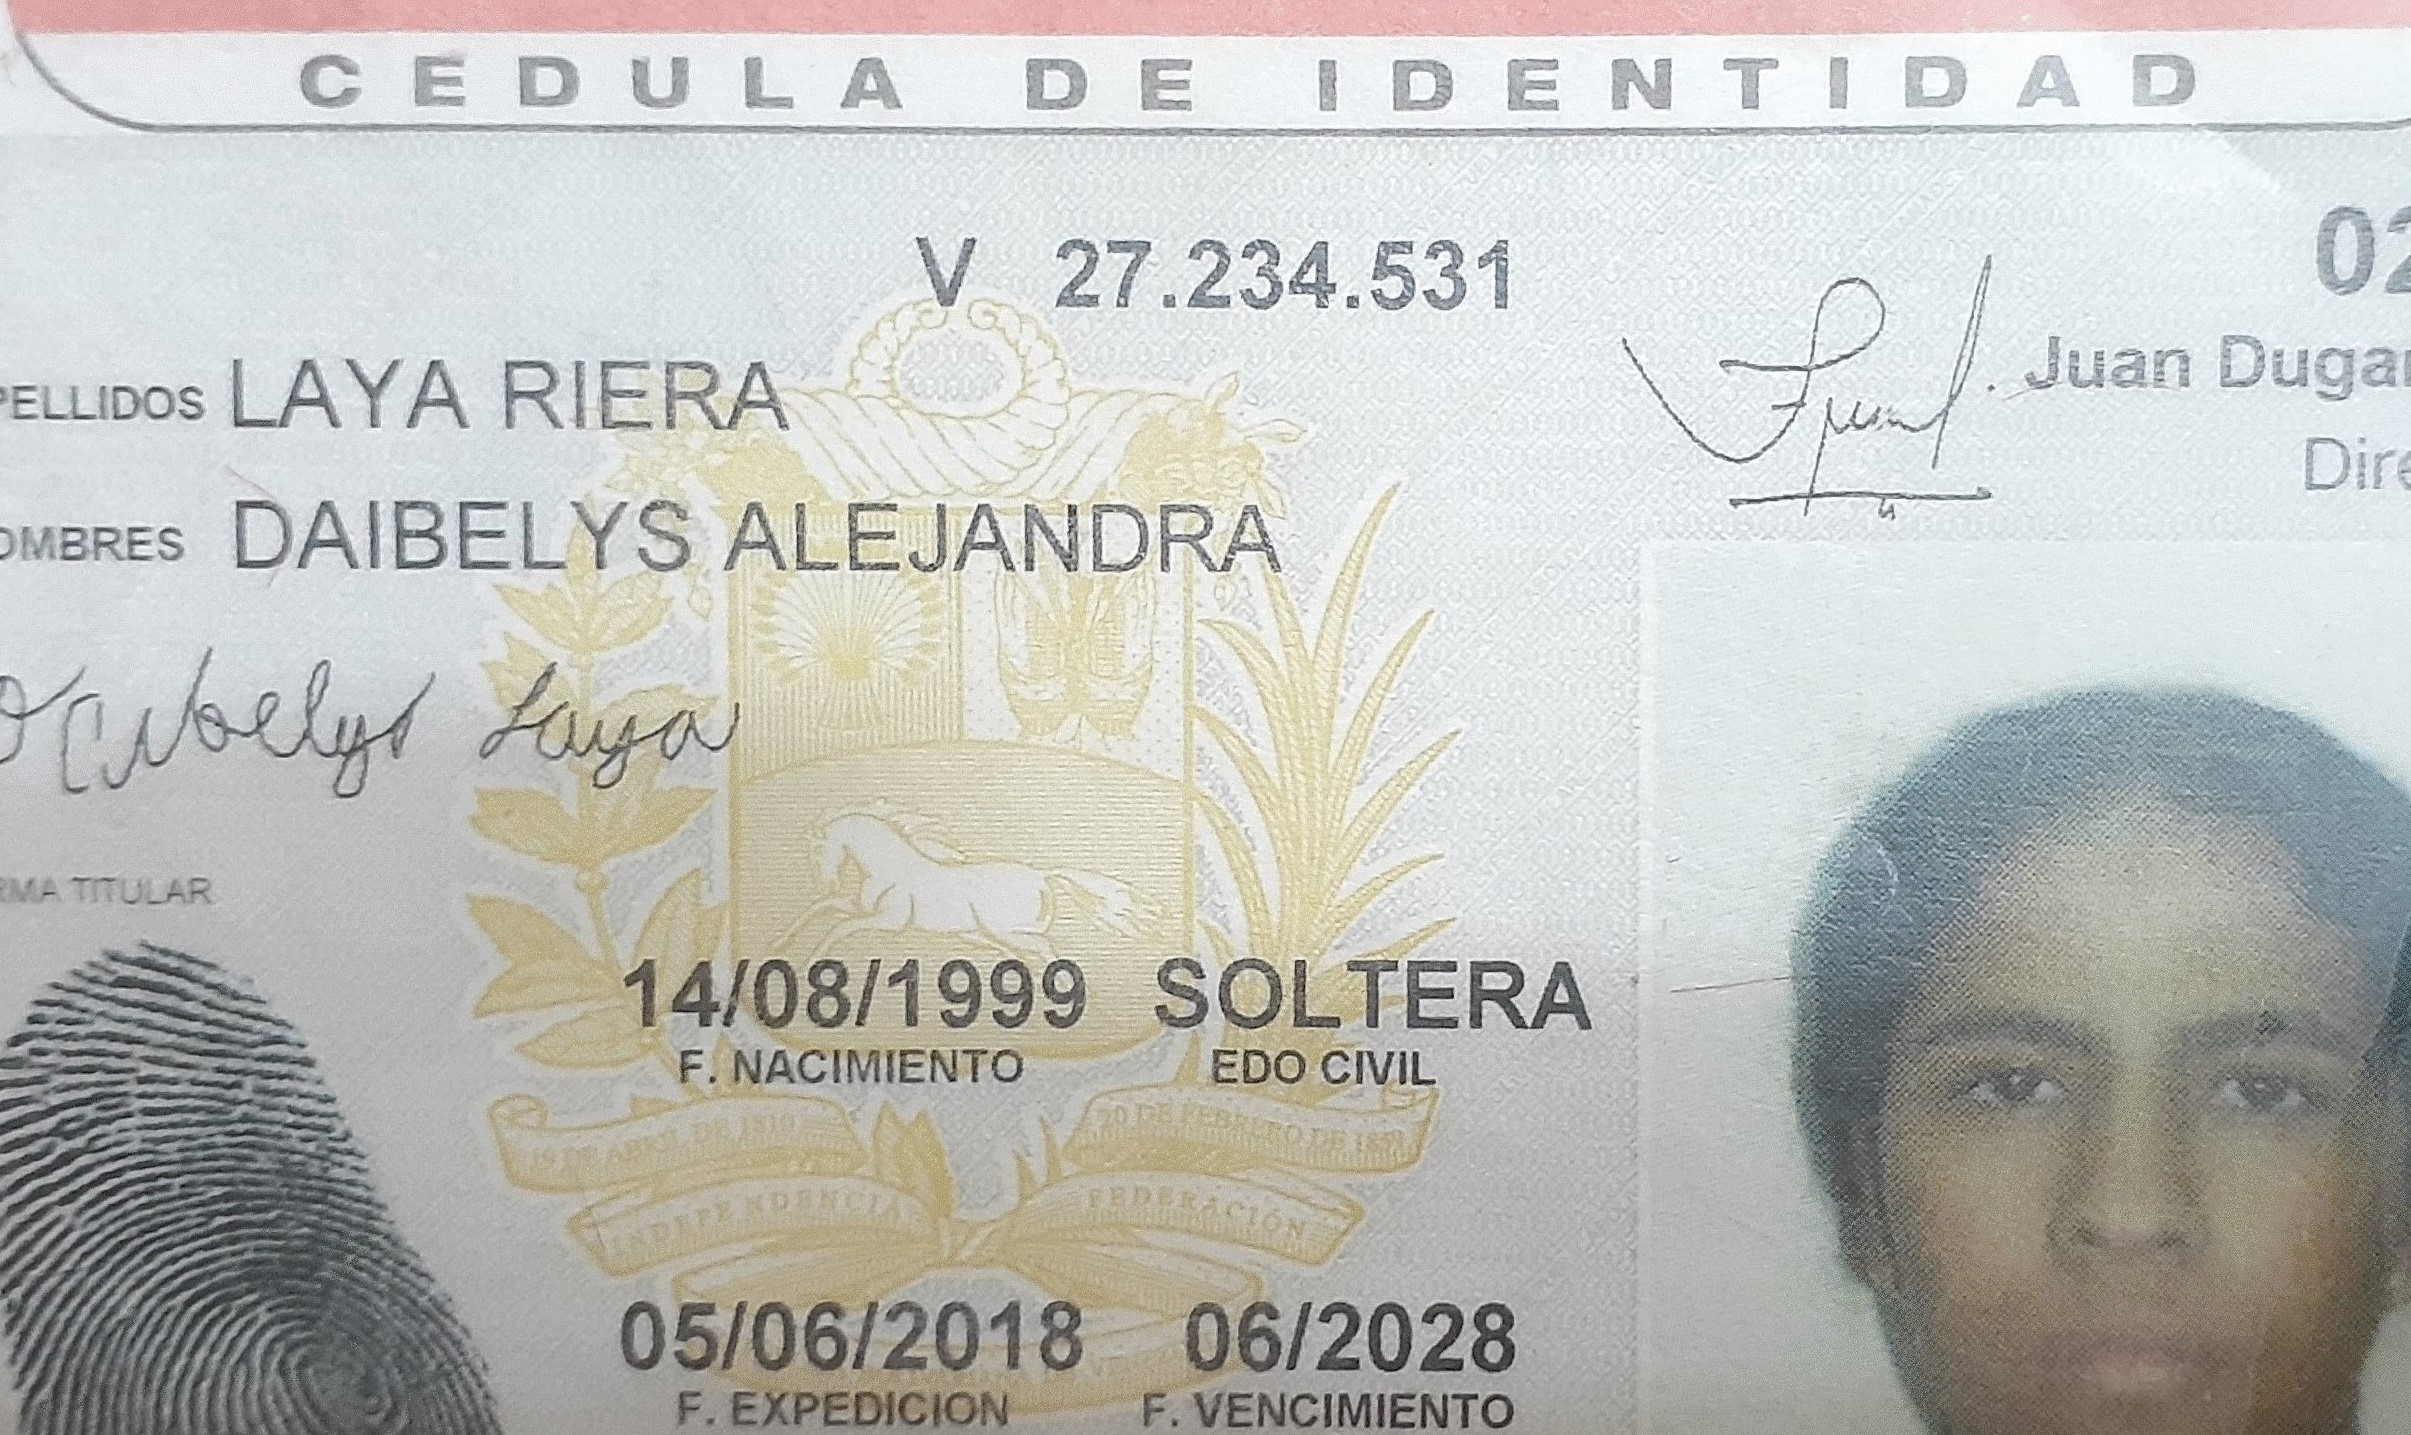 CEDULA DE IDENTIDAD
V 27.234.531
02
Juan Dugar
Dire
PELLIDOS LAYA RIERA
OMBRES DAIBELYS ALEJANDRA
Daibelys Laya
RMA TITULAR
14/08/1999 SOLTERA
F. NACIMIENTO EDO CIVIL
19 DE ABRIL DE 1810 20 DE FEBRERO DE 1859
INDEPENDENCIA FEDERACIÓN
05/06/2018 06/2028
F. EXPEDICION F. VENCIMIENTO